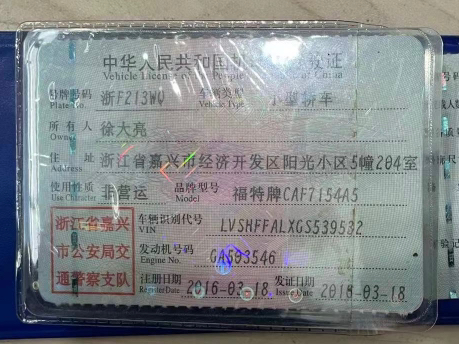 中华人民共和国
Vehicle License of the People's Republic of China
号牌号码 浙F213WQ 车辆类型 小型轿车
Plate No. Vehicle Type
所有人 徐大亮
Owner
住址 浙江省嘉兴市经济开发区阳光小区5幢204室
Address
使用性质 非营运 品牌型号 福特牌CAF7154A5
Use Character Model
浙江省嘉兴
市公安局交
通警察支队
车辆识别代号 LVSHFFALXGS539532
VIN
发动机号码 GA593546
Engine No.
注册日期 2016-03-18 发证日期 2016-03-18
Register Date Issue Date